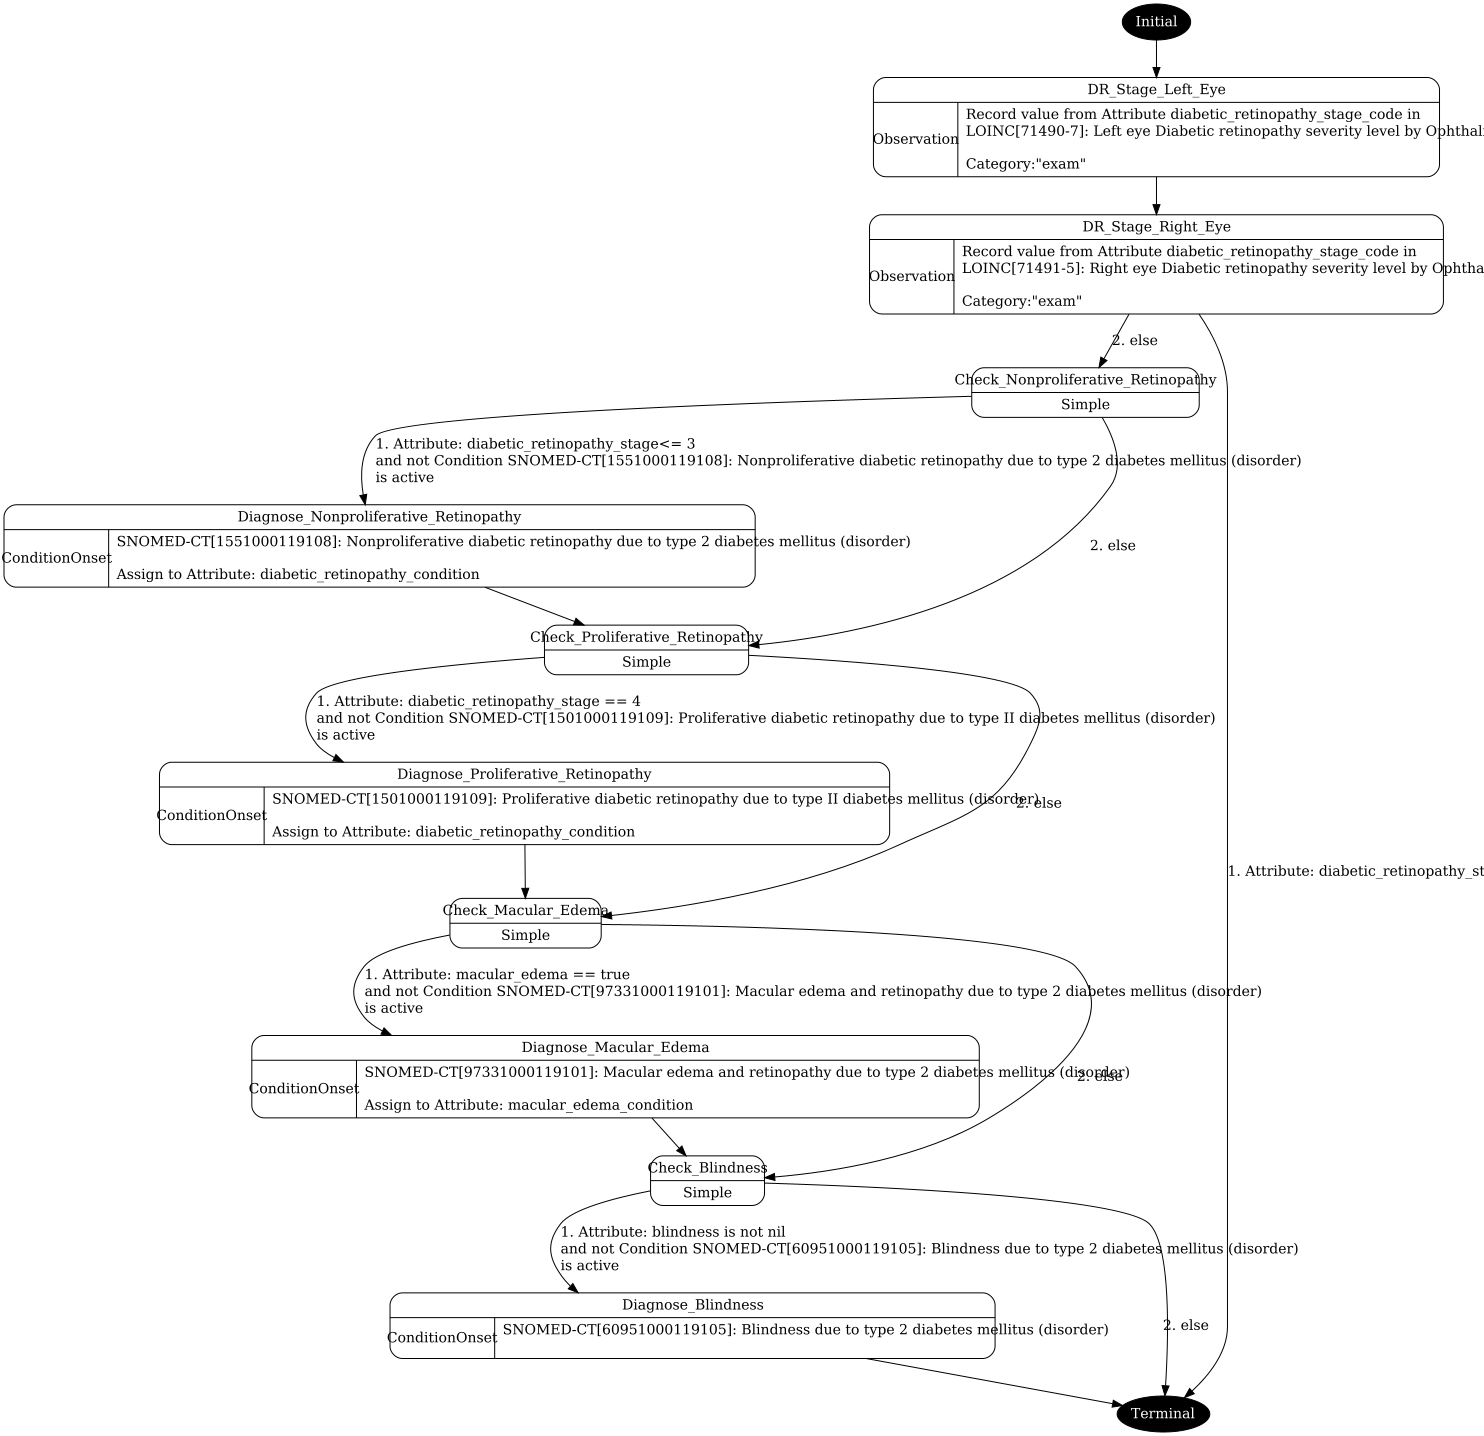 Initial
DR_Stage_Left_Eye
Observation
Record value from Attribute diabetic_retinopathy_stage_code in
LOINC[71490-7]: Left eye Diabetic retinopathy severity level by
Category:"exam"
DR_Stage_Right_Eye
Observation
Record value from Attribute diabetic_retinopathy_stage_code in
LOINC[71491-5]: Right eye Diabetic retinopathy severity level by
Category:"exam"
2. else
Check_Nonproliferative_Retinopathy
Simple
1. Attribute: diabetic_retinopathy_stage<= 3
and not Condition SNOMED-CT[1551000119108]: Nonproliferative diabetic retinopathy due to type 2 diabetes mellitus (disorder)
is active
Diagnose_Nonproliferative_Retinopathy
ConditionOnset
SNOMED-CT[1551000119108]: Nonproliferative diabetic retinopathy due to type 2 diabetes mellitus (disorder)
Assign to Attribute: diabetic_retinopathy_condition
2. else
Check_Proliferative_Retinopathy
Simple
1. Attribute: diabetic_retinopathy_stage == 4
and not Condition SNOMED-CT[1501000119109]: Proliferative diabetic retinopathy due to type II diabetes mellitus (disorder)
is active
Diagnose_Proliferative_Retinopathy
ConditionOnset
SNOMED-CT[1501000119109]: Proliferative diabetic retinopathy due to type II diabetes mellitus (disorder)
Assign to Attribute: diabetic_retinopathy_condition
2. else
1. Attribute:
Check_Macular_Edema
Simple
1. Attribute: macular_edema == true
and not Condition SNOMED-CT[97331000119101]: Macular edema and retinopathy due to type 2 diabetes mellitus (disorder)
is active
Diagnose_Macular_Edema
ConditionOnset
SNOMED-CT[97331000119101]: Macular edema and retinopathy due to type 2 diabetes mellitus (disorder)
Assign to Attribute: macular_edema_condition
2. else
Check_Blindness
Simple
1. Attribute: blindness is not nil
and not Condition SNOMED-CT[60951000119105]: Blindness due to type 2 diabetes mellitus (disorder)
is active
Diagnose_Blindness
ConditionOnset
SNOMED-CT[60951000119105]: Blindness due to type 2 diabetes mellitus (disorder)
2. else
Terminal